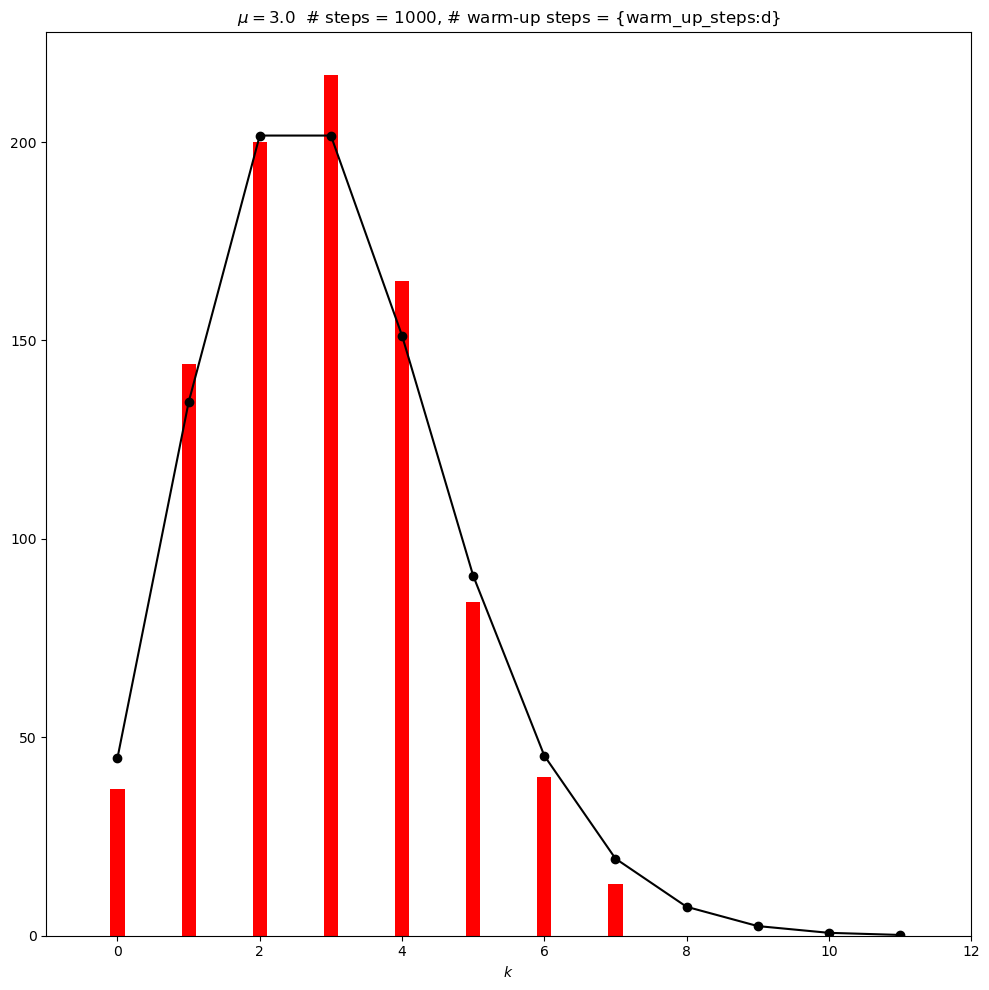 μ = 3.0 # steps = 1000, # warm-up steps = {warm_up_steps:d}
200
150
100
50
0
0 2 4 6 8 10 12
k